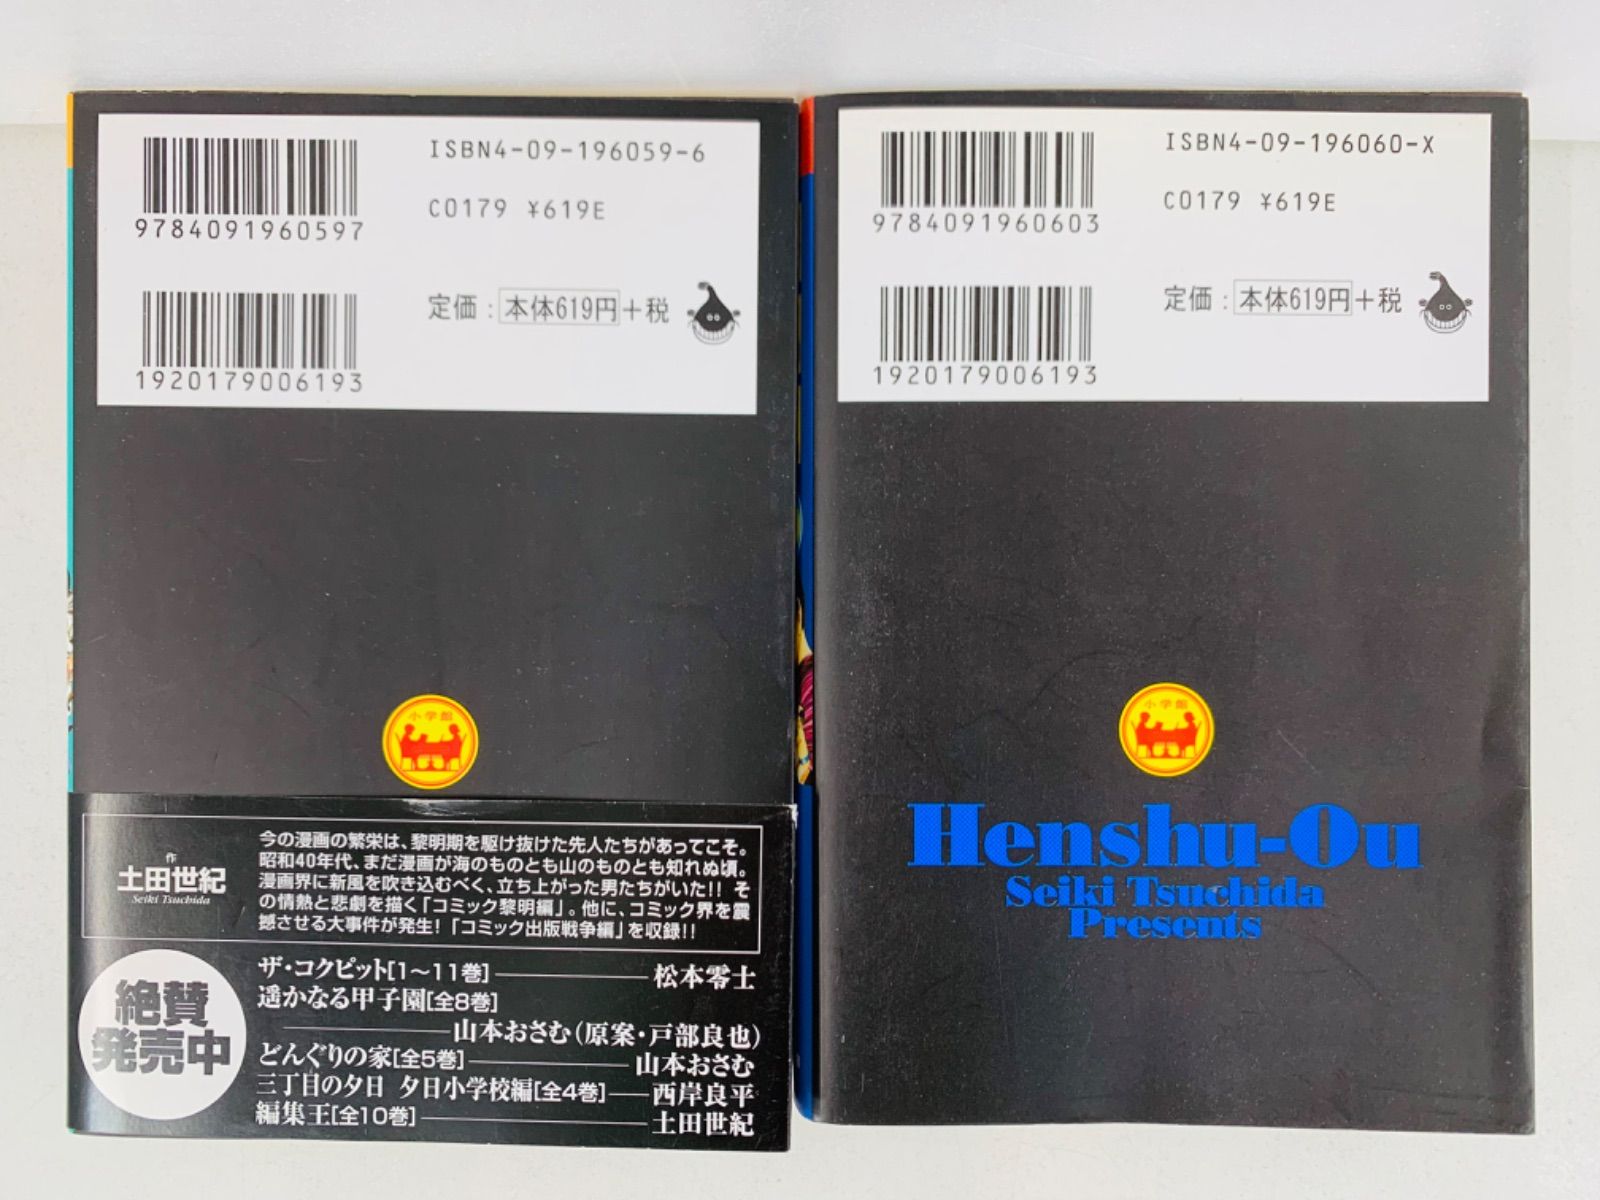 ISBN4-09-196059-6
C0179 ¥619E
9784091960597
定価：本体619円+税
1920179006193
小学館
作
土田世紀
Seiki Tsuchida
今の漫画の繁栄は、黎明期を駆け抜けた先人たちがあってこそ。
昭和40年代、まだ漫画が海のものとも山のものとも知れぬ頃。
漫画界に新風を吹き込むべく、立ち上がった男たちがいた!! そ
の情熱と悲劇を描く「コミック黎明編」。他に、コミック界を震
撼させる大事件が発生!「コミック出版戦争編」を収録!!
絶賛
発売中
ザ・コクピット[1〜11巻]――松本零士
遥かなる甲子園[全8巻]
――山本おさむ（原案・戸部良也）
どんぐりの家[全5巻]――山本おさむ
三丁目の夕日 夕日小学校編[全4巻]――西岸良平
編集王[全10巻]――土田世紀
ISBN4-09-196060-X
C0179 ¥619E
9784091960603
定価：本体619円+税
1920179006193
小学館
Henshu-Ou
Seiki Tsuchida
Presents